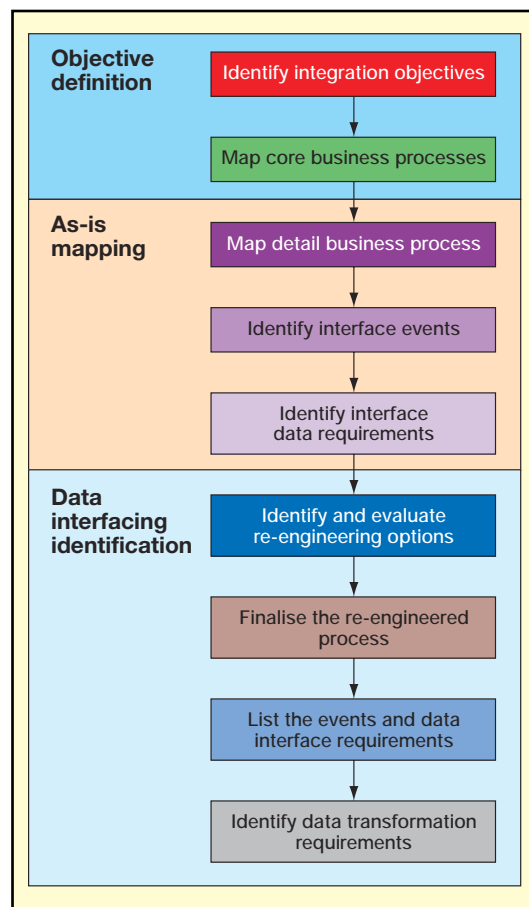 Objective
definition
Identify integration objectives
Map core business processes
As-is
mapping
Map detail business process
Identify interface events
Identify interface
data requirements
Data
interfacing
identification
Identify and evaluate
re-engineering options
Finalise the re-engineered
process
List the events and data
interface requirements
Identify data transformation
requirements